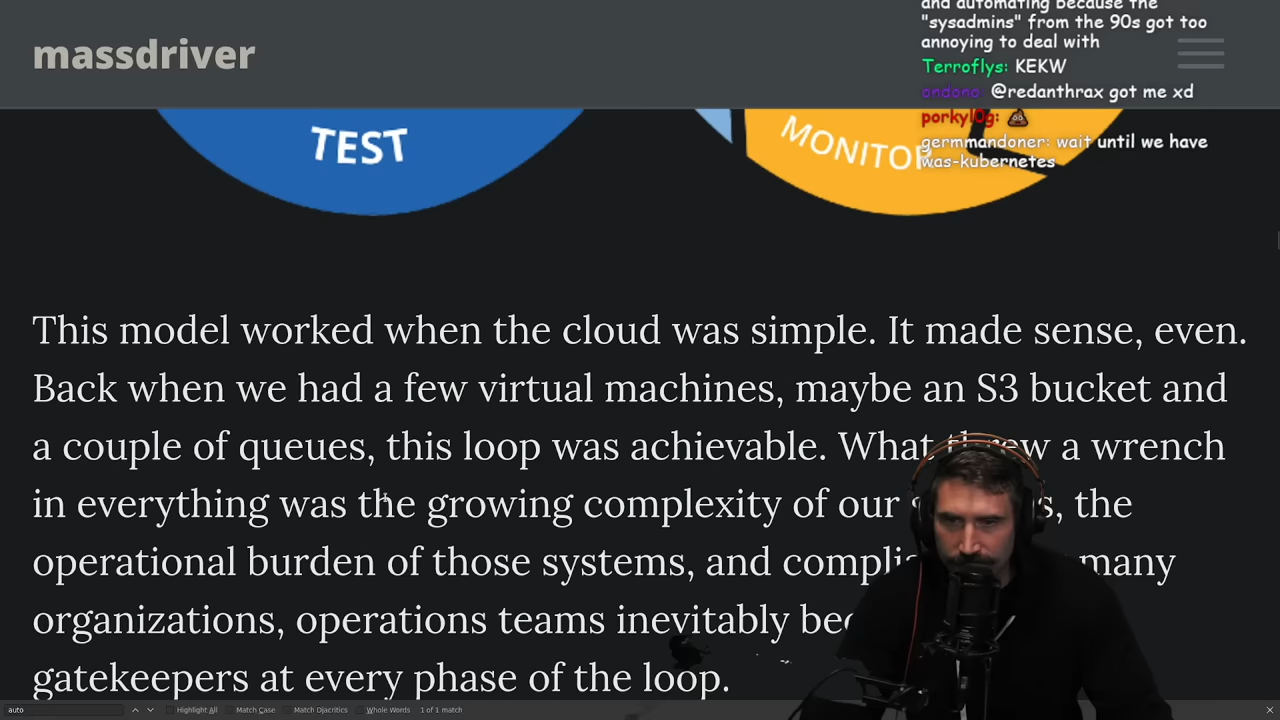 and automating because the
"sysadmins" from the 90s got too
annoying to deal with
massdriver
Terroflys: KEKW
ondono: @redanthrax got me xd
porkyl0g: 💩
germmandoner: wait until we have
was-kubernetes
TEST
MONITOR
This model worked when the cloud was simple. It made sense, even.
Back when we had a few virtual machines, maybe an S3 bucket and
a couple of queues, this loop was achievable. What threw a wrench
in everything was the growing complexity of our the
operational burden of those systems, and many
organizations, operations teams inevitably
gatekeepers at every phase of the loop.
auto
Highlight All
Match Case
Match Diacritics
Whole Words
1 of 1 match